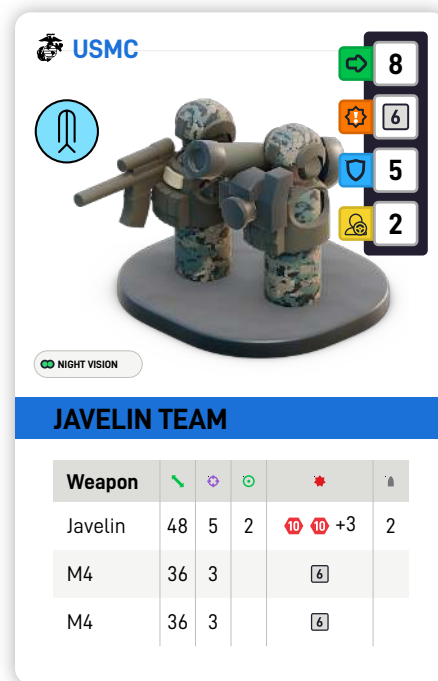 USMC
8
6
5
2
NIGHT VISION
JAVELIN TEAM
Weapon
Javelin 48 5 2 10 10 +3 2
M4 36 3 6
M4 36 3 6